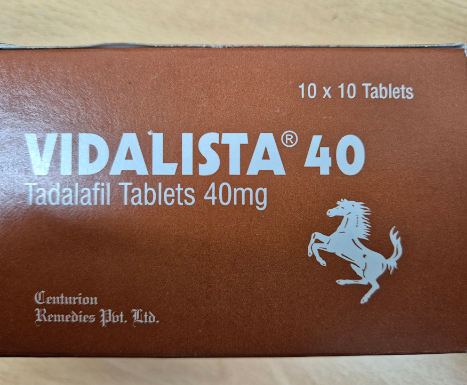 10 x 10 Tablets
VIDALISTA® 40
Tadalafil Tablets 40mg
Centurion
Remedies Pvt. Ltd.